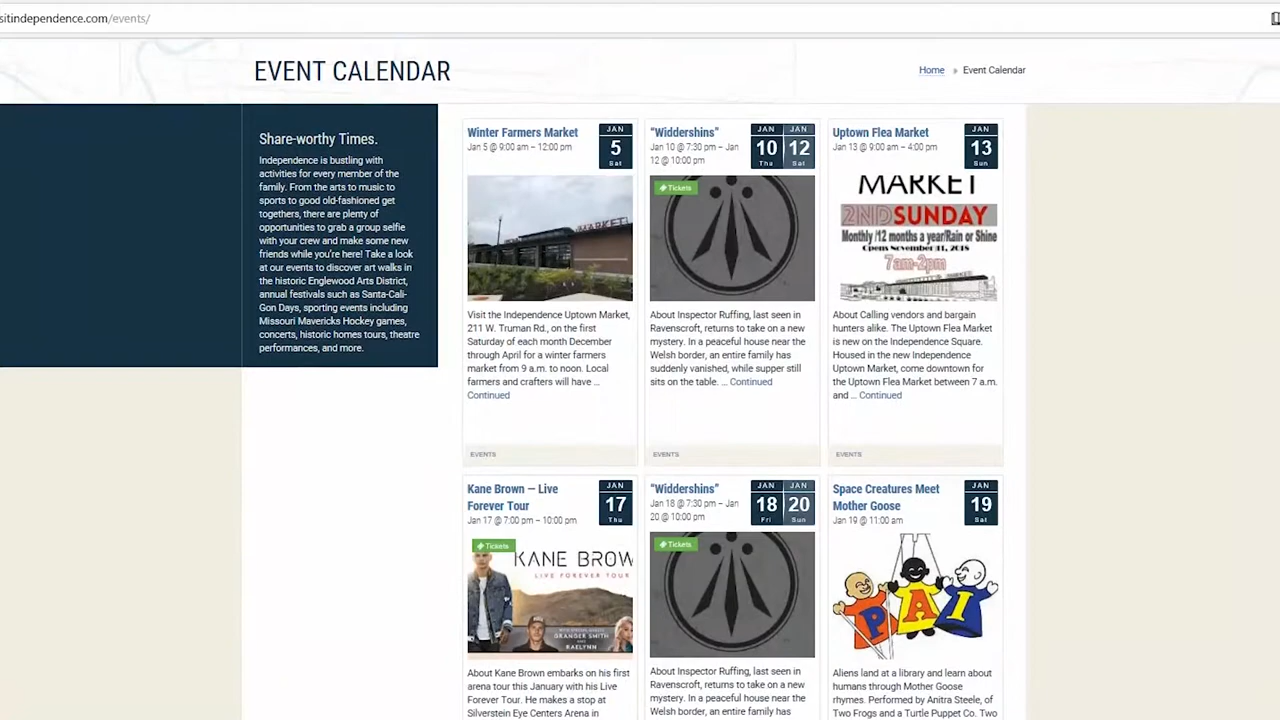 sitindependence.com/events/
EVENT CALENDAR
Home » Event Calendar
Share-worthy Times.
Independence is bustling with
activities for every member of the
family. From the arts to music to
sports to good old-fashioned get
togethers, there are plenty of
opportunities to grab a group selfie
with your crew and make some new
friends while you're here! Take a look
at our events to discover art walks in
the historic Englewood Arts District,
annual festivals such as Santa-Cali-
Gon Days, sporting events including
Missouri Mavericks Hockey games,
concerts, historic homes tours, theatre
performances, and more.
Winter Farmers Market
Jan 5 @ 9:00 am – 12:00 pm
JAN
5
Sat
MARKET
Visit the Independence Uptown Market,
211 W. Truman Rd., on the first
Saturday of each month December
through April for a winter farmers
market from 9 a.m. to noon. Local
farmers and crafters will have ...
Continued
EVENTS
"Widdershins"
Jan 10 @ 7:30 pm – Jan
12 @ 10:00 pm
JAN JAN
10 12
Thu Sat
Tickets
About Inspector Ruffing, last seen in
Ravenscroft, returns to take on a new
mystery. In a peaceful house near the
Welsh border, an entire family has
suddenly vanished, while supper still
sits on the table. ... Continued
EVENTS
Uptown Flea Market
Jan 13 @ 9:00 am – 4:00 pm
JAN
13
Sun
MARKET
2ND SUNDAY
Monthly /12 months a year/Rain or Shine
Opens November 11, 2018
7am-2pm
MARKET
About Calling vendors and bargain
hunters alike. The Uptown Flea Market
is new on the Independence Square.
Housed in the new Independence
Uptown Market, come downtown for
the Uptown Flea Market between 7 a.m.
and ... Continued
EVENTS
Kane Brown – Live
Forever Tour
Jan 17 @ 7:00 pm – 10:00 pm
JAN
17
Thu
Tickets
KANE BROW
LIVE FOREVER TOUR
WITH SPECIAL GUESTS
GRANGER SMITH
AND
RAELYNN
About Kane Brown embarks on his first
arena tour this January with his Live
Forever Tour. He makes a stop at
Silverstein Eye Centers Arena in
"Widdershins"
Jan 18 @ 7:30 pm – Jan
20 @ 10:00 pm
JAN JAN
18 20
Fri Sun
Tickets
About Inspector Ruffing, last seen in
Ravenscroft, returns to take on a new
mystery. In a peaceful house near the
Welsh border, an entire family has
Space Creatures Meet
Mother Goose
Jan 19 @ 11:00 am
JAN
19
Sat
PAI
Aliens land at a library and learn about
humans through Mother Goose
rhymes. Performed by Anitra Steele, of
Two Frogs and a Turtle Puppet Co. Two